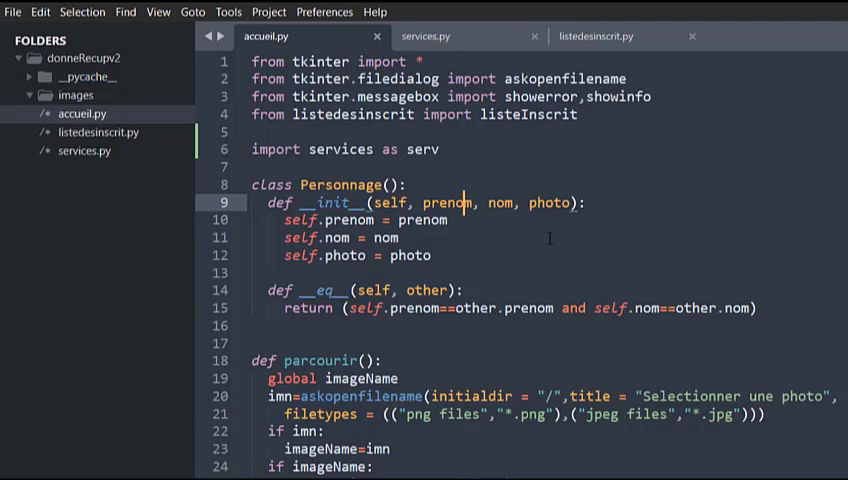 File Edit Selection Find View Goto Tools Project Preferences Help
FOLDERS
donneRecupv2
__pycache__
images
/* accueil.py
/* listedesinscrit.py
/* services.py
accueil.py × services.py × listedesinscrit.py ×
1 from tkinter import *
2 from tkinter.filedialog import askopenfilename
3 from tkinter.messagebox import showerror,showinfo
4 from listedesinscrit import listeInscrit
5
6 import services as serv
7
8 class Personnage():
9 def __init__(self, prenom, nom, photo):
10 self.prenom = prenom
11 self.nom = nom
12 self.photo = photo
13
14 def __eq__(self, other):
15 return (self.prenom==other.prenom and self.nom==other.nom)
16
17
18 def parcourir():
19 global imageName
20 imn=askopenfilename(initialdir = "/",title = "Selectionner une photo",
21 filetypes = (("png files","*.png"),("jpeg files","*.jpg")))
22 if imn:
23 imageName=imn
24 if imageName: